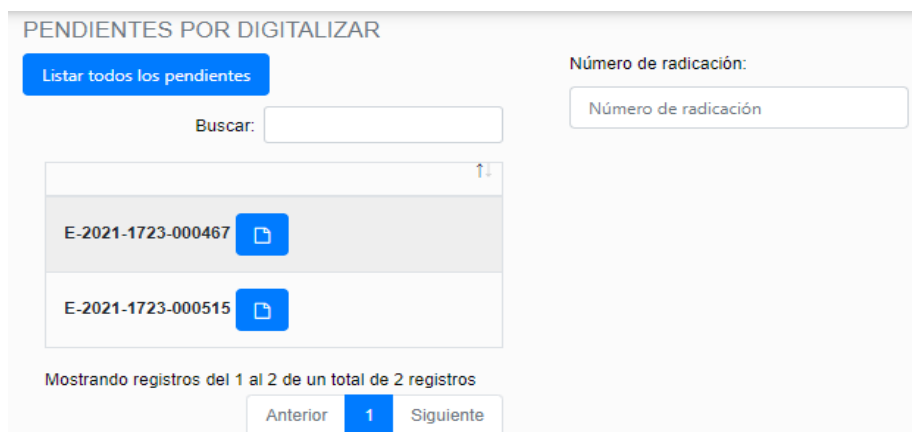 PENDIENTES POR DIGITALIZAR
Listar todos los pendientes
Buscar:
E-2021-1723-000467
E-2021-1723-000515
Mostrando registros del 1 al 2 de un total de 2 registros
Anterior 1 Siguiente
Número de radicación:
Número de radicación